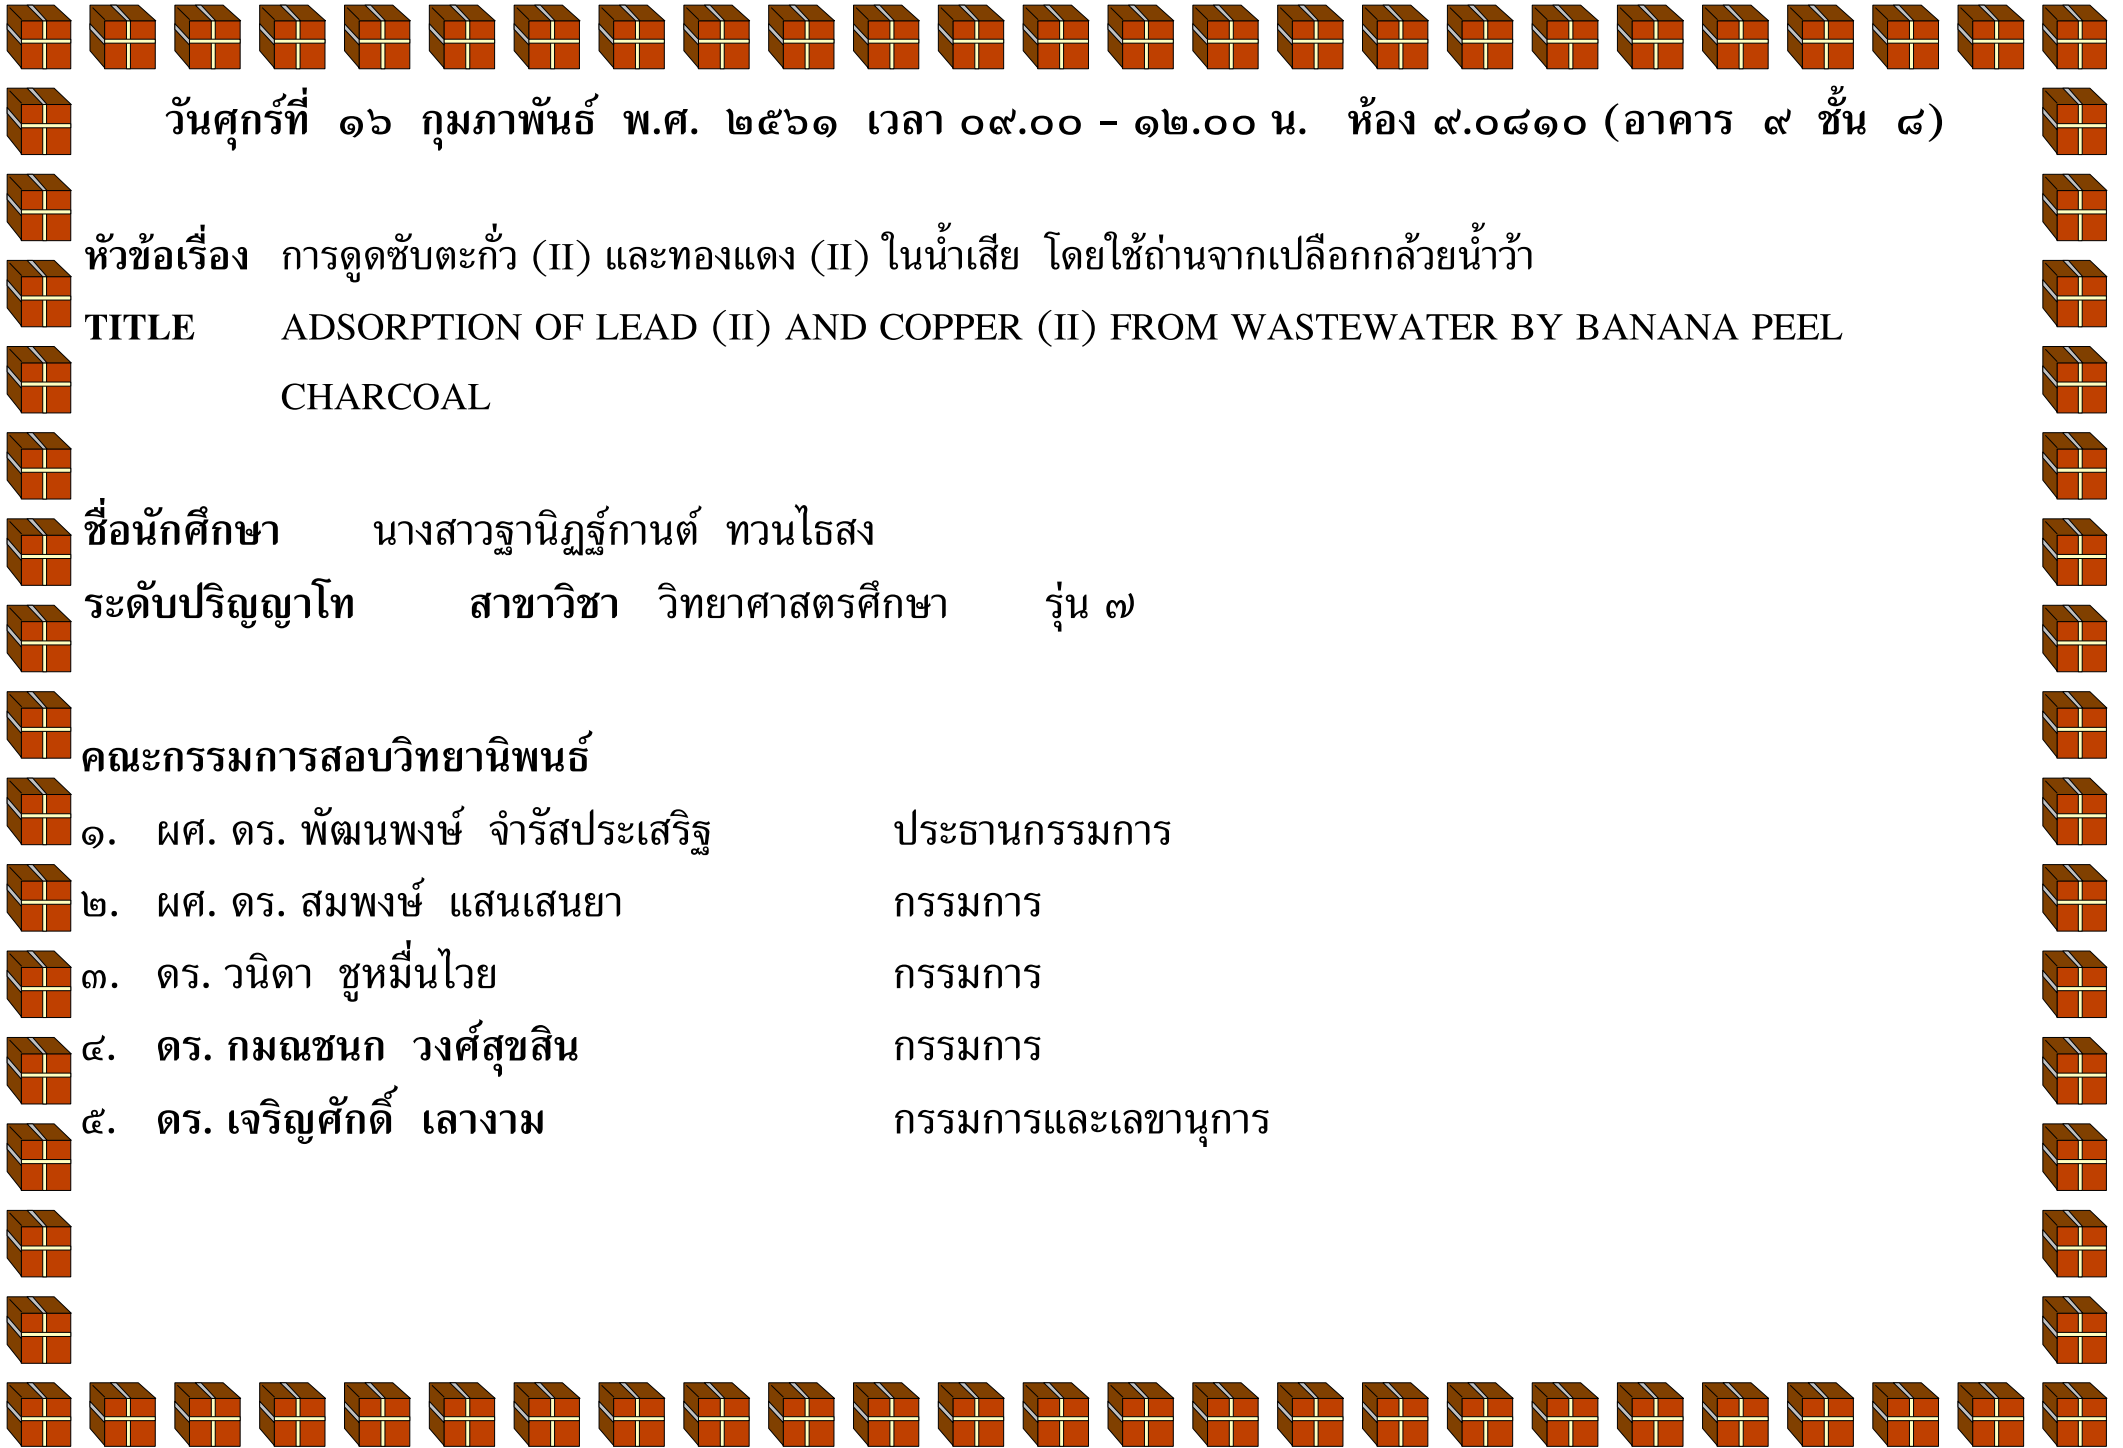 วันศุกร์ที่ ๑๖ กุมภาพันธ์ พ.ศ. ๒๕๖๑ เวลา ๐๙.๐๐ – ๑๒.๐๐ น. ห้อง ๙.๐๘๑๐ (อาคาร ๙ ชั้น ๘)
หัวข้อเรื่อง การดูดซับตะกั่ว (II) และทองแดง (II) ในน้ำเสีย โดยใช้ถ่านจากเปลือกกล้วยน้ำว้า
TITLE ADSORPTION OF LEAD (II) AND COPPER (II) FROM WASTEWATER BY BANANA PEEL
CHARCOAL
ชื่อนักศึกษา นางสาวฐานิฏฐ์กานต์ ทวนไธสง
ระดับปริญญาโท สาขาวิชา วิทยาศาสตรศึกษา รุ่น ๗
คณะกรรมการสอบวิทยานิพนธ์
๑. ผศ. ดร. พัฒนพงษ์ จำรัสประเสริฐ ประธานกรรมการ
๒. ผศ. ดร. สมพงษ์ แสนเสนยา กรรมการ
๓. ดร. วนิดา ชูหมื่นไวย กรรมการ
๔. ดร. กมณชนก วงศ์สุขสิน กรรมการ
๕. ดร. เจริญศักดิ์ เลางาม กรรมการและเลขานุการ